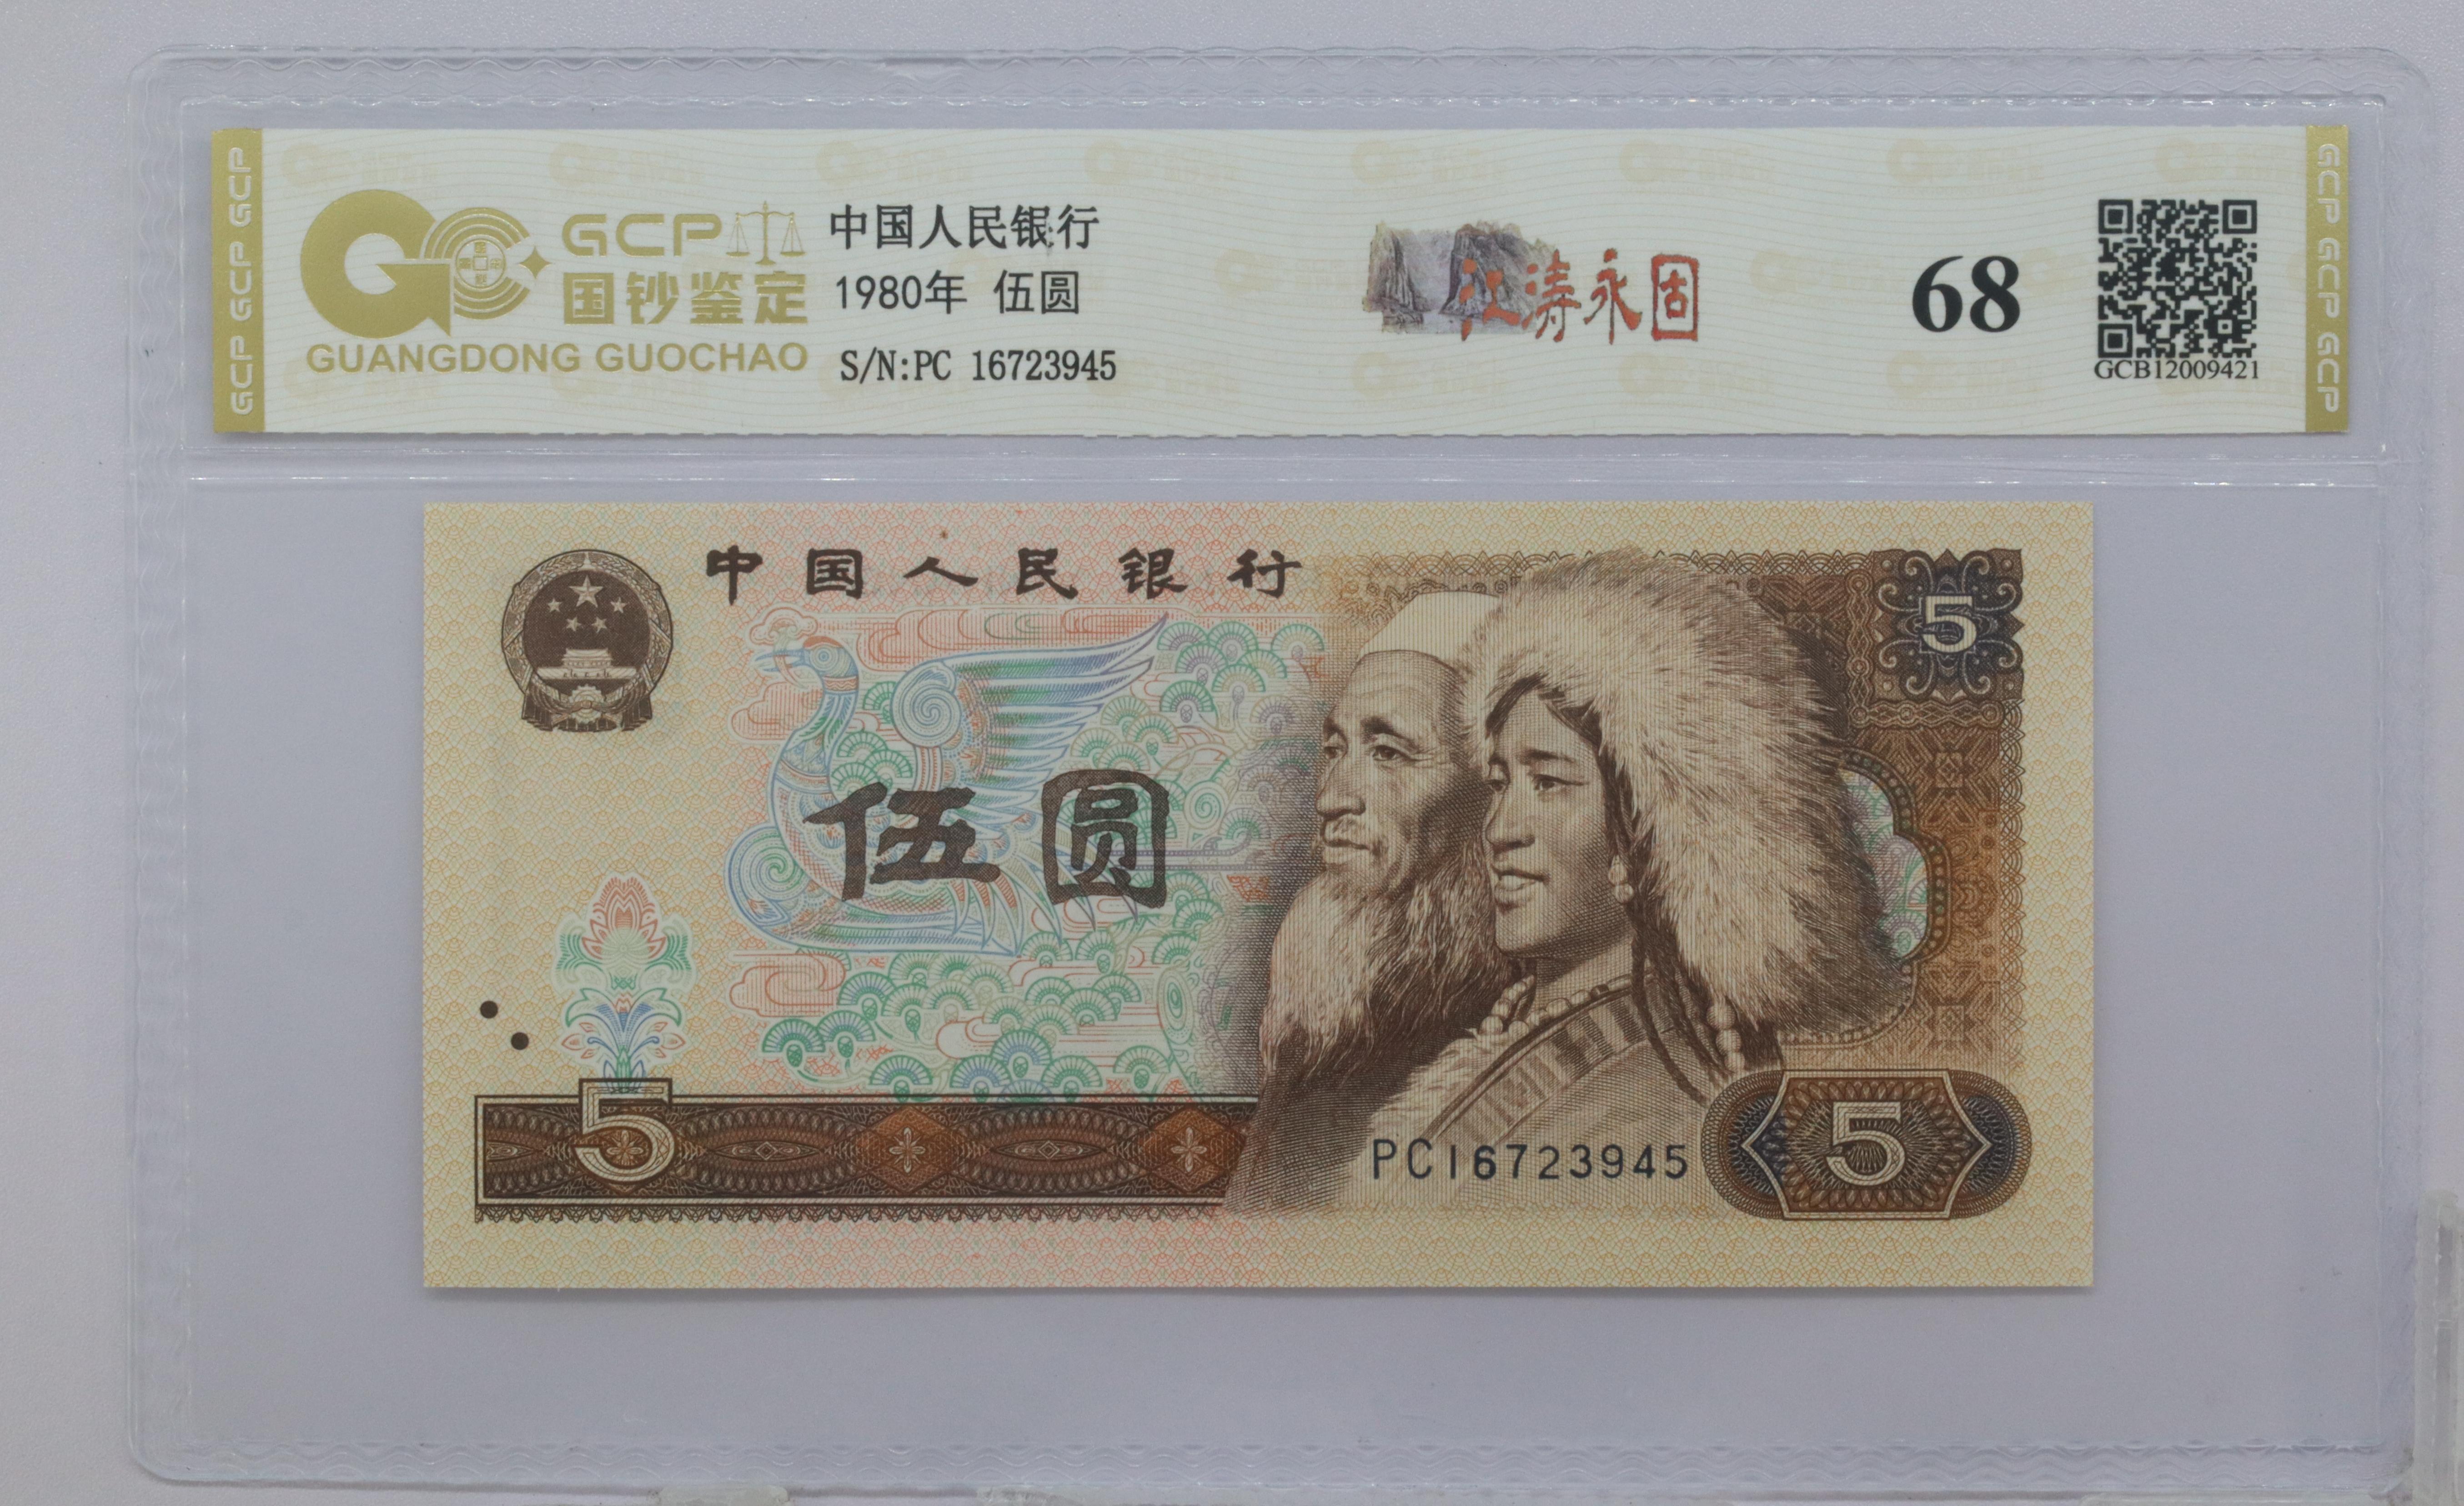 GCP GCP GCP
GCP
国钞鉴定
GUANGDONG GUOCHAO
中国人民银行
1980年 伍圆
S/N:PC 16723945
江涛永固
68
GCB12009421
GCP GCP GCP
中国人民银行
5
伍圆
5
PC16723945
5